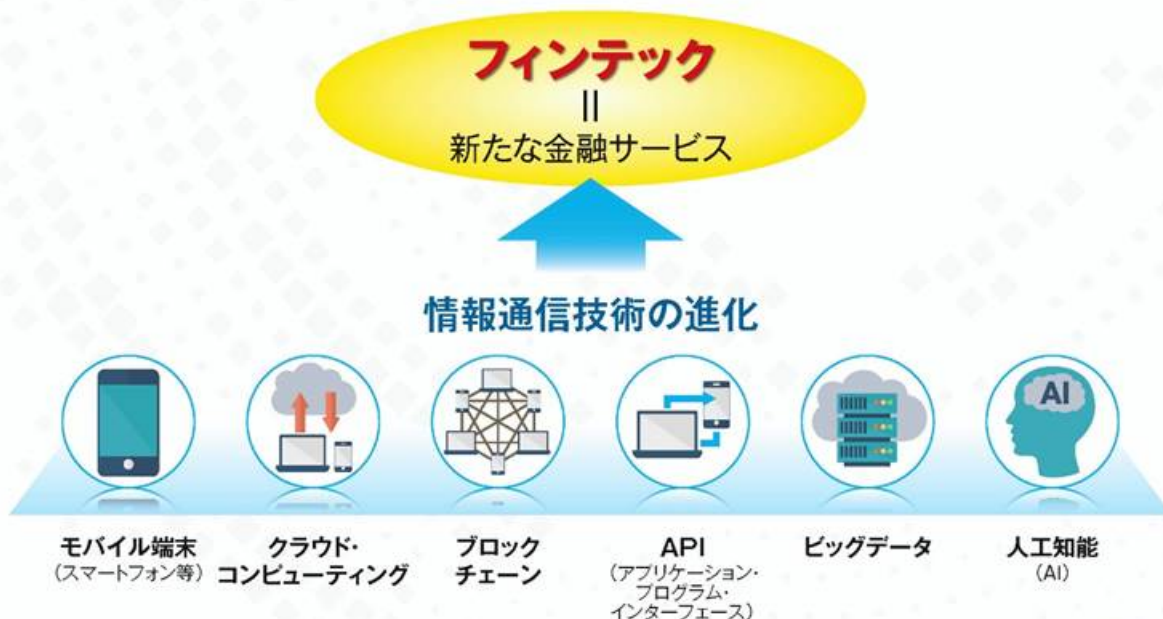 フィンテック
=
新たな金融サービス
情報通信技術の進化
AI
モバイル端末
(スマートフォン等)
クラウド・
コンピューティング
ブロック
チェーン
API
(アプリケーション・
プログラム・
インターフェース)
ビッグデータ
人工知能
(AI)